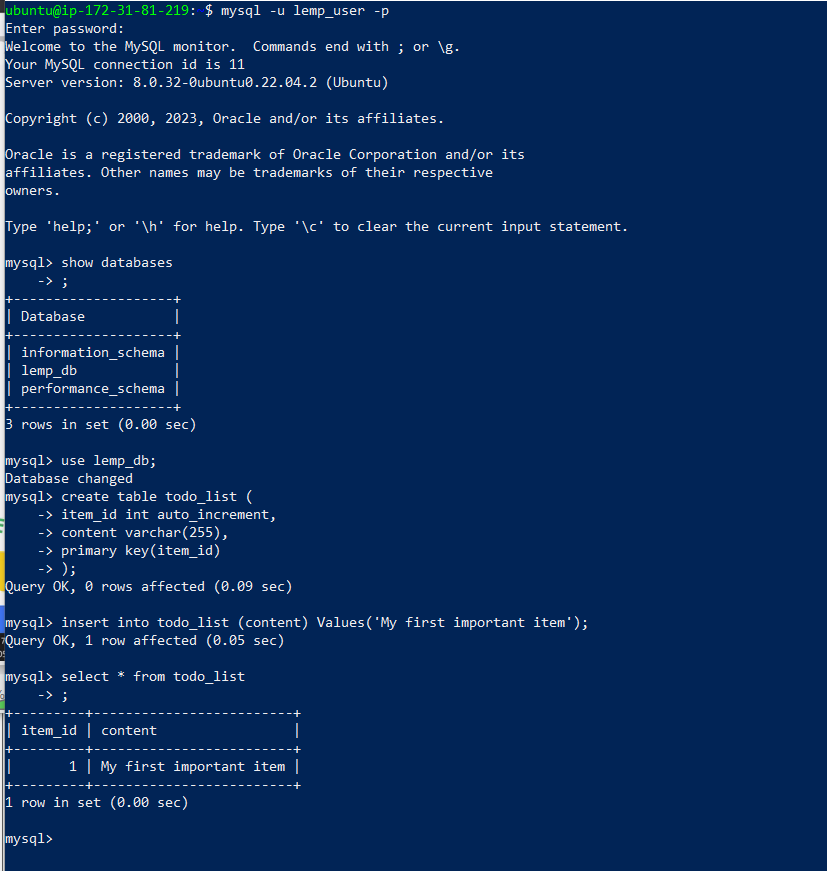 ubuntu@ip-172-31-81-219: $ mysql -u lemp_user -p
Enter password:
Welcome to the MySQL monitor.  Commands end with ; or \g.
Your MySQL connection id is 11
Server version: 8.0.32-0ubuntu0.22.04.2 (Ubuntu)

Copyright (c) 2000, 2023, Oracle and/or its affiliates.

Oracle is a registered trademark of Oracle Corporation and/or its
affiliates. Other names may be trademarks of their respective
owners.

Type 'help;' or '\h' for help. Type '\c' to clear the current input statement.

mysql> show databases
    -> ;
+--------------------+
| Database           |
+--------------------+
| information_schema |
| lemp_db            |
| performance_schema |
+--------------------+
3 rows in set (0.00 sec)

mysql> use lemp_db;
Database changed
mysql> create table todo_list (
    -> item_id int auto_increment,
    -> content varchar(255),
    -> primary key(item_id)
    -> );
Query OK, 0 rows affected (0.09 sec)

mysql> insert into todo_list (content) Values('My first important item');
Query OK, 1 row affected (0.05 sec)

mysql> select * from todo_list
    -> ;
+---------+-------------------------+
| item_id | content                 |
+---------+-------------------------+
|       1 | My first important item |
+---------+-------------------------+
1 row in set (0.00 sec)

mysql>